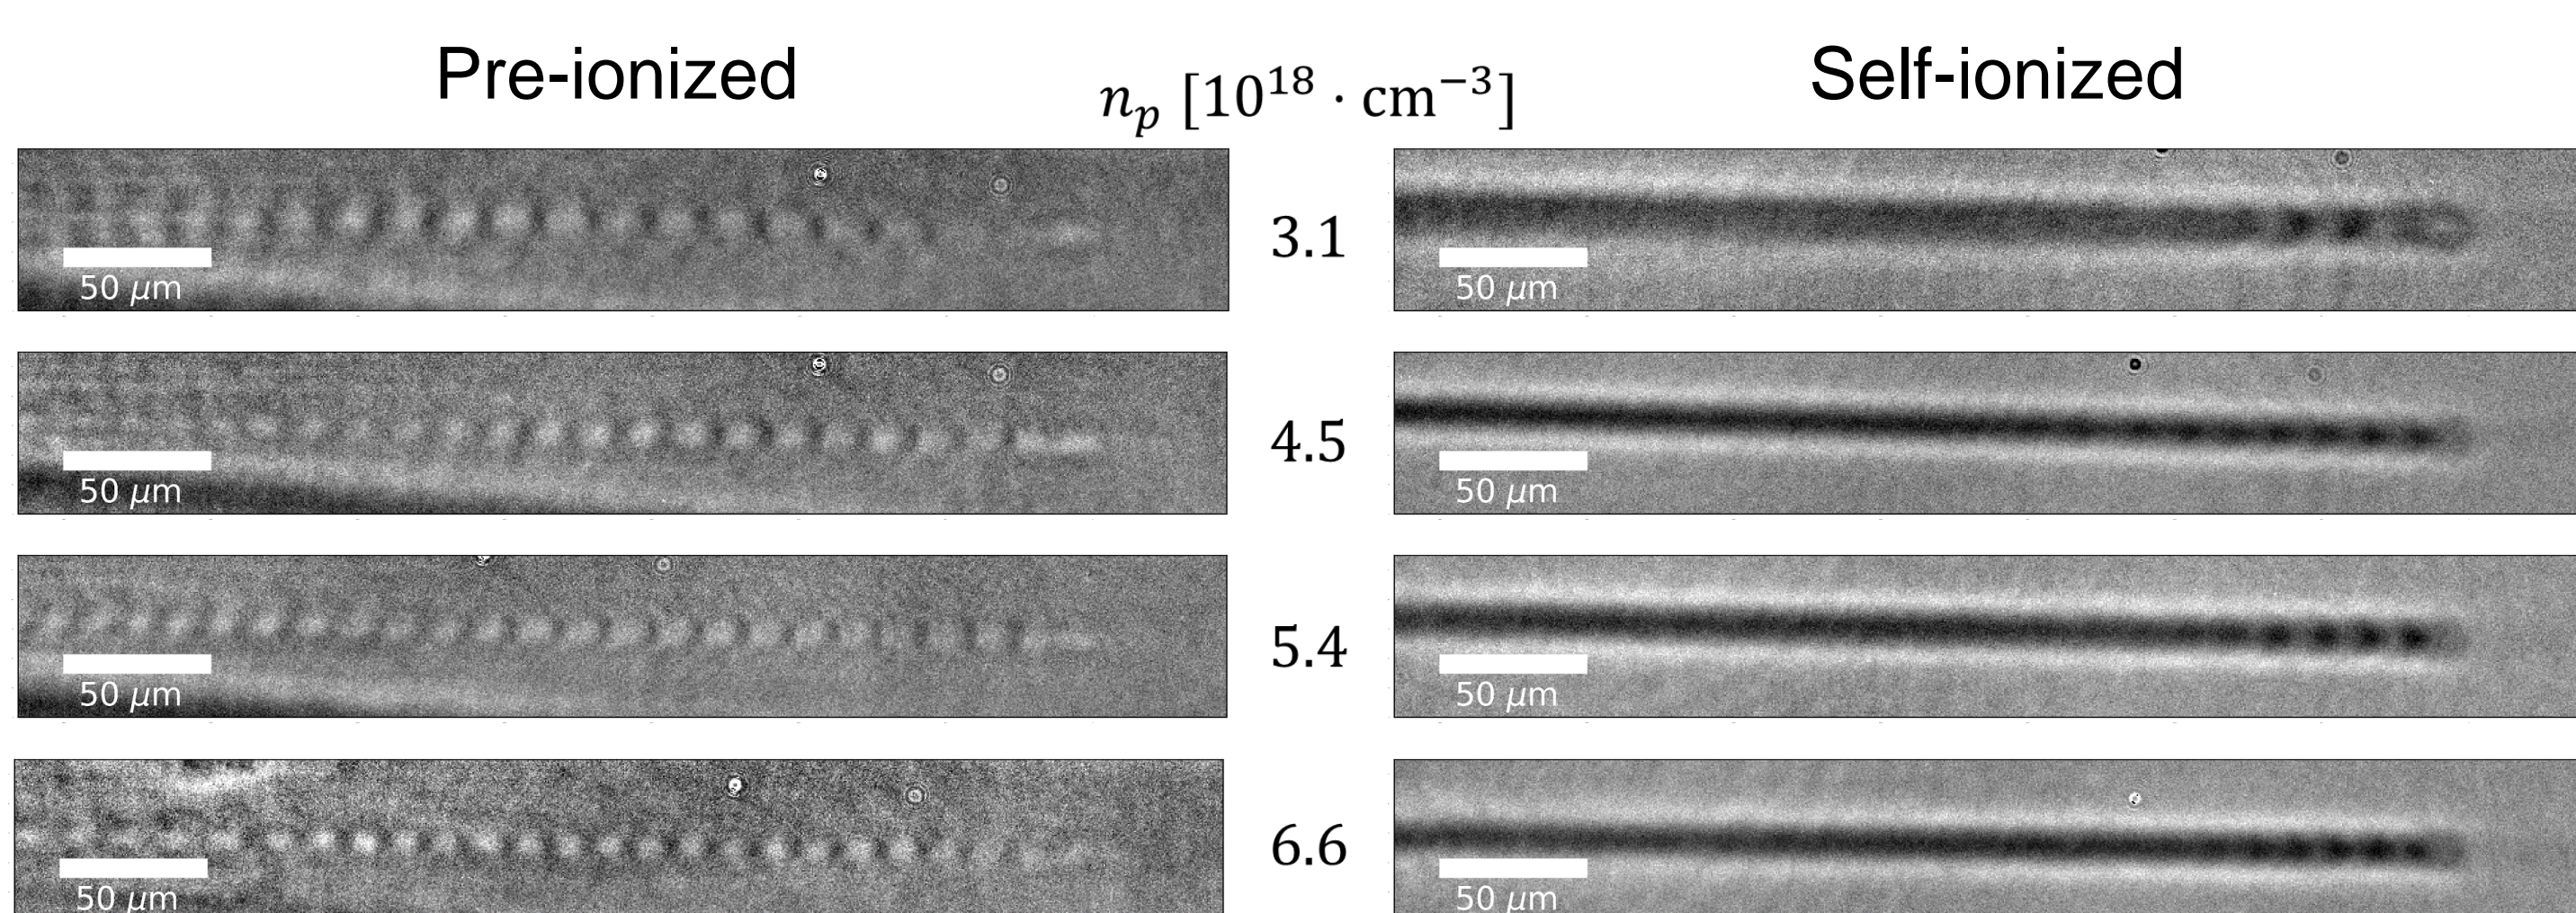 Pre-ionized
n_p [10^{18} · cm^{−3}]
Self-ionized
50 μm
3.1
50 μm
50 μm
4.5
50 μm
50 μm
5.4
50 μm
50 μm
6.6
50 μm